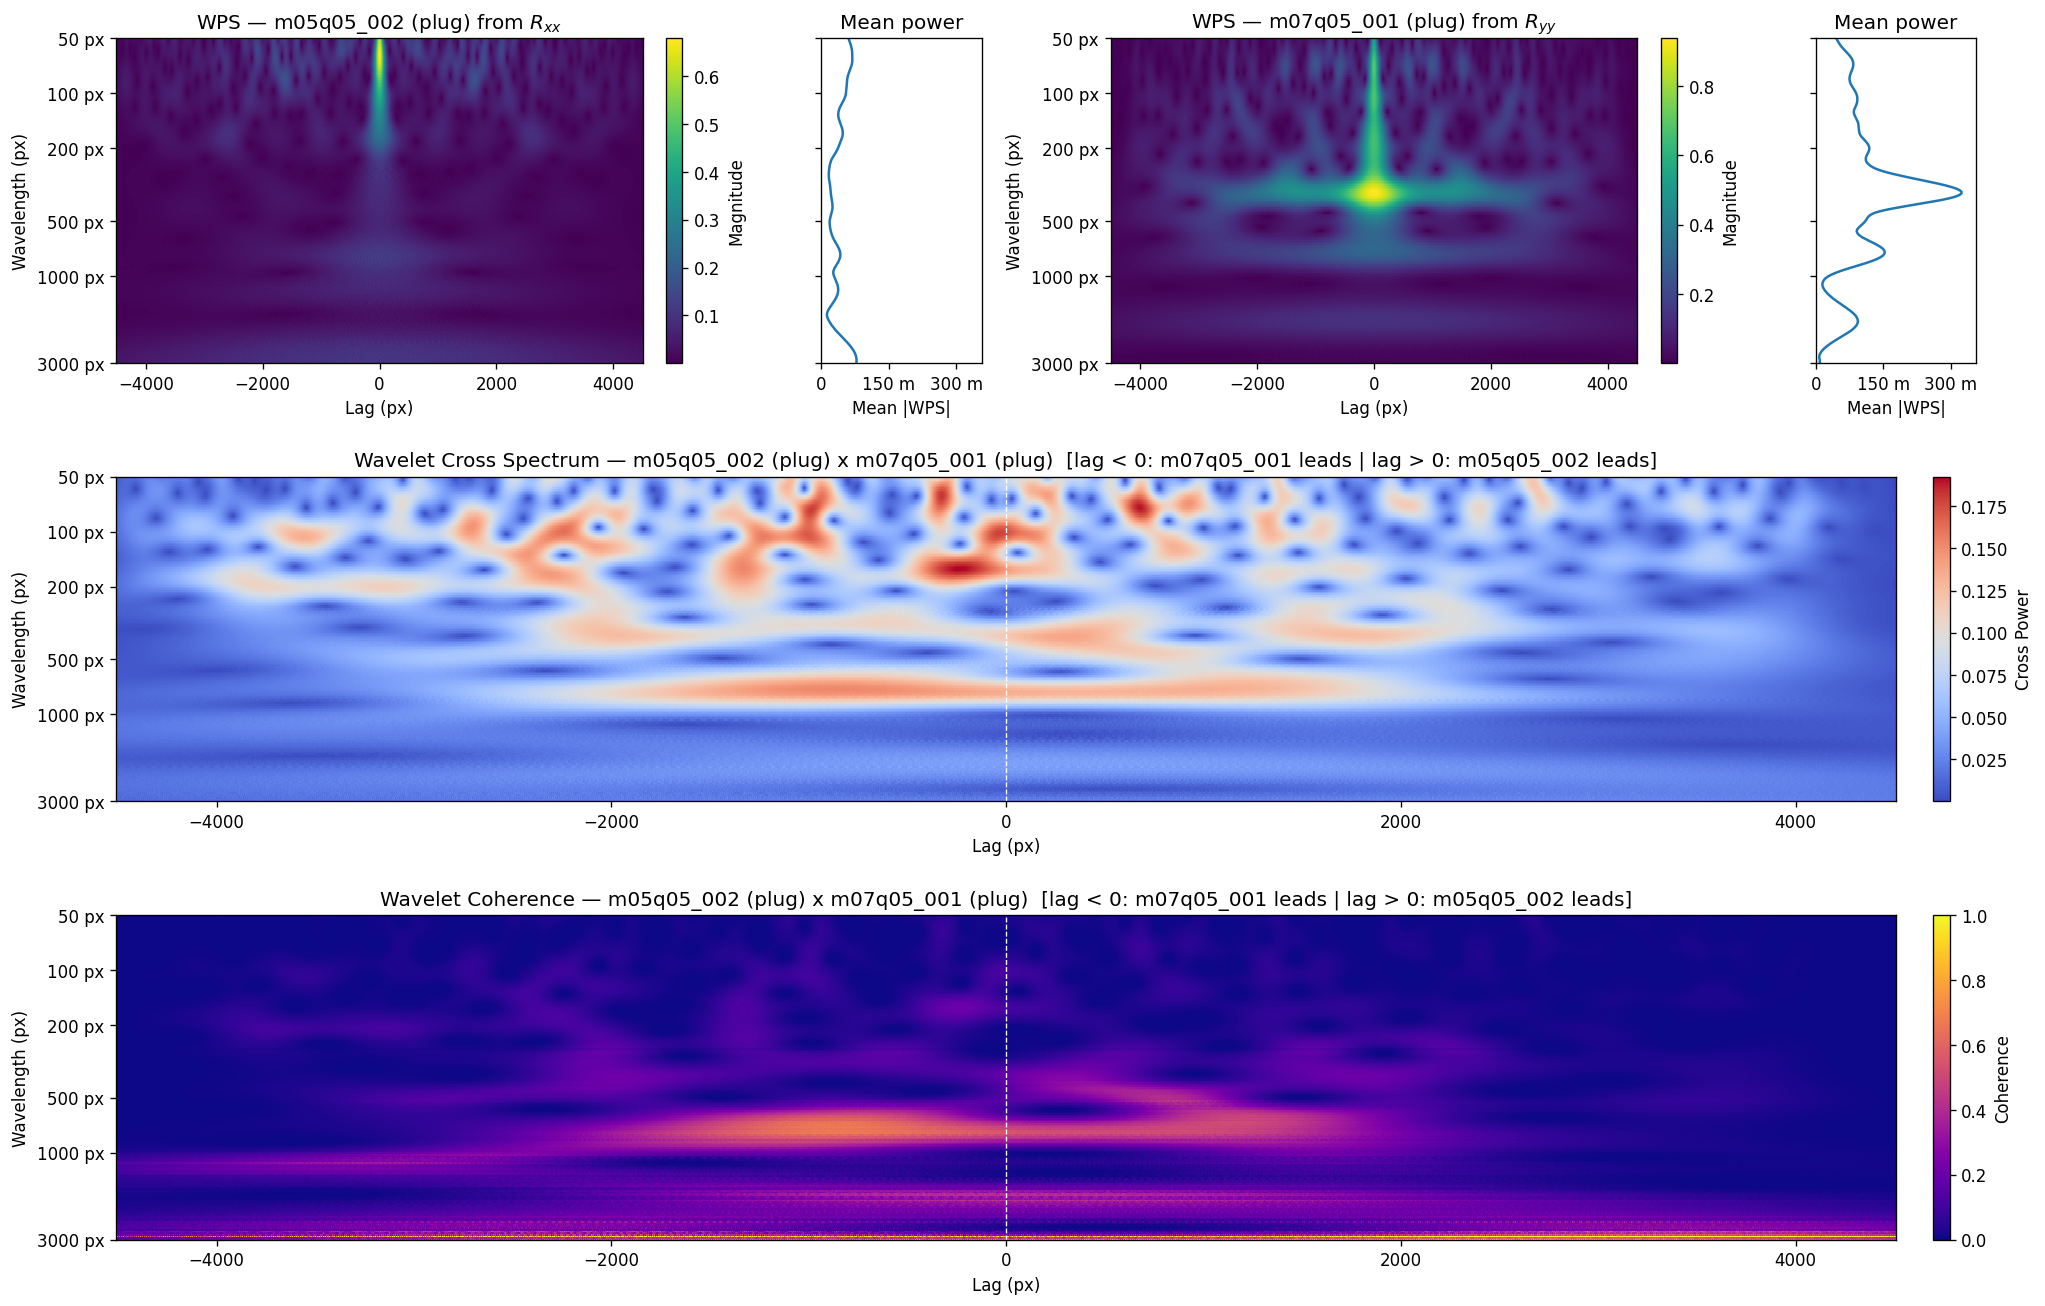 WPS — m05q05_002 (plug) from Rxx
Mean power
WPS — m07q05_001 (plug) from Ryy
Mean power
50 px
100 px
200 px
500 px
1000 px
3000 px
Wavelength (px)
−4000
−2000
0
2000
4000
Lag (px)
0.6
0.5
0.4
0.3
0.2
0.1
Magnitude
0
150 m
300 m
Mean |WPS|
50 px
100 px
200 px
500 px
1000 px
3000 px
Wavelength (px)
−4000
−2000
0
2000
4000
Lag (px)
0.8
0.6
0.4
0.2
Magnitude
0
150 m
300 m
Mean |WPS|
Wavelet Cross Spectrum — m05q05_002 (plug) x m07q05_001 (plug)  [lag < 0: m07q05_001 leads | lag > 0: m05q05_002 leads]
50 px
100 px
200 px
500 px
1000 px
3000 px
Wavelength (px)
−4000
−2000
0
2000
4000
Lag (px)
0.175
0.150
0.125
0.100
0.075
0.050
0.025
Cross Power
Wavelet Coherence — m05q05_002 (plug) x m07q05_001 (plug)  [lag < 0: m07q05_001 leads | lag > 0: m05q05_002 leads]
50 px
100 px
200 px
500 px
1000 px
3000 px
Wavelength (px)
−4000
−2000
0
2000
4000
Lag (px)
1.0
0.8
0.6
0.4
0.2
0.0
Coherence